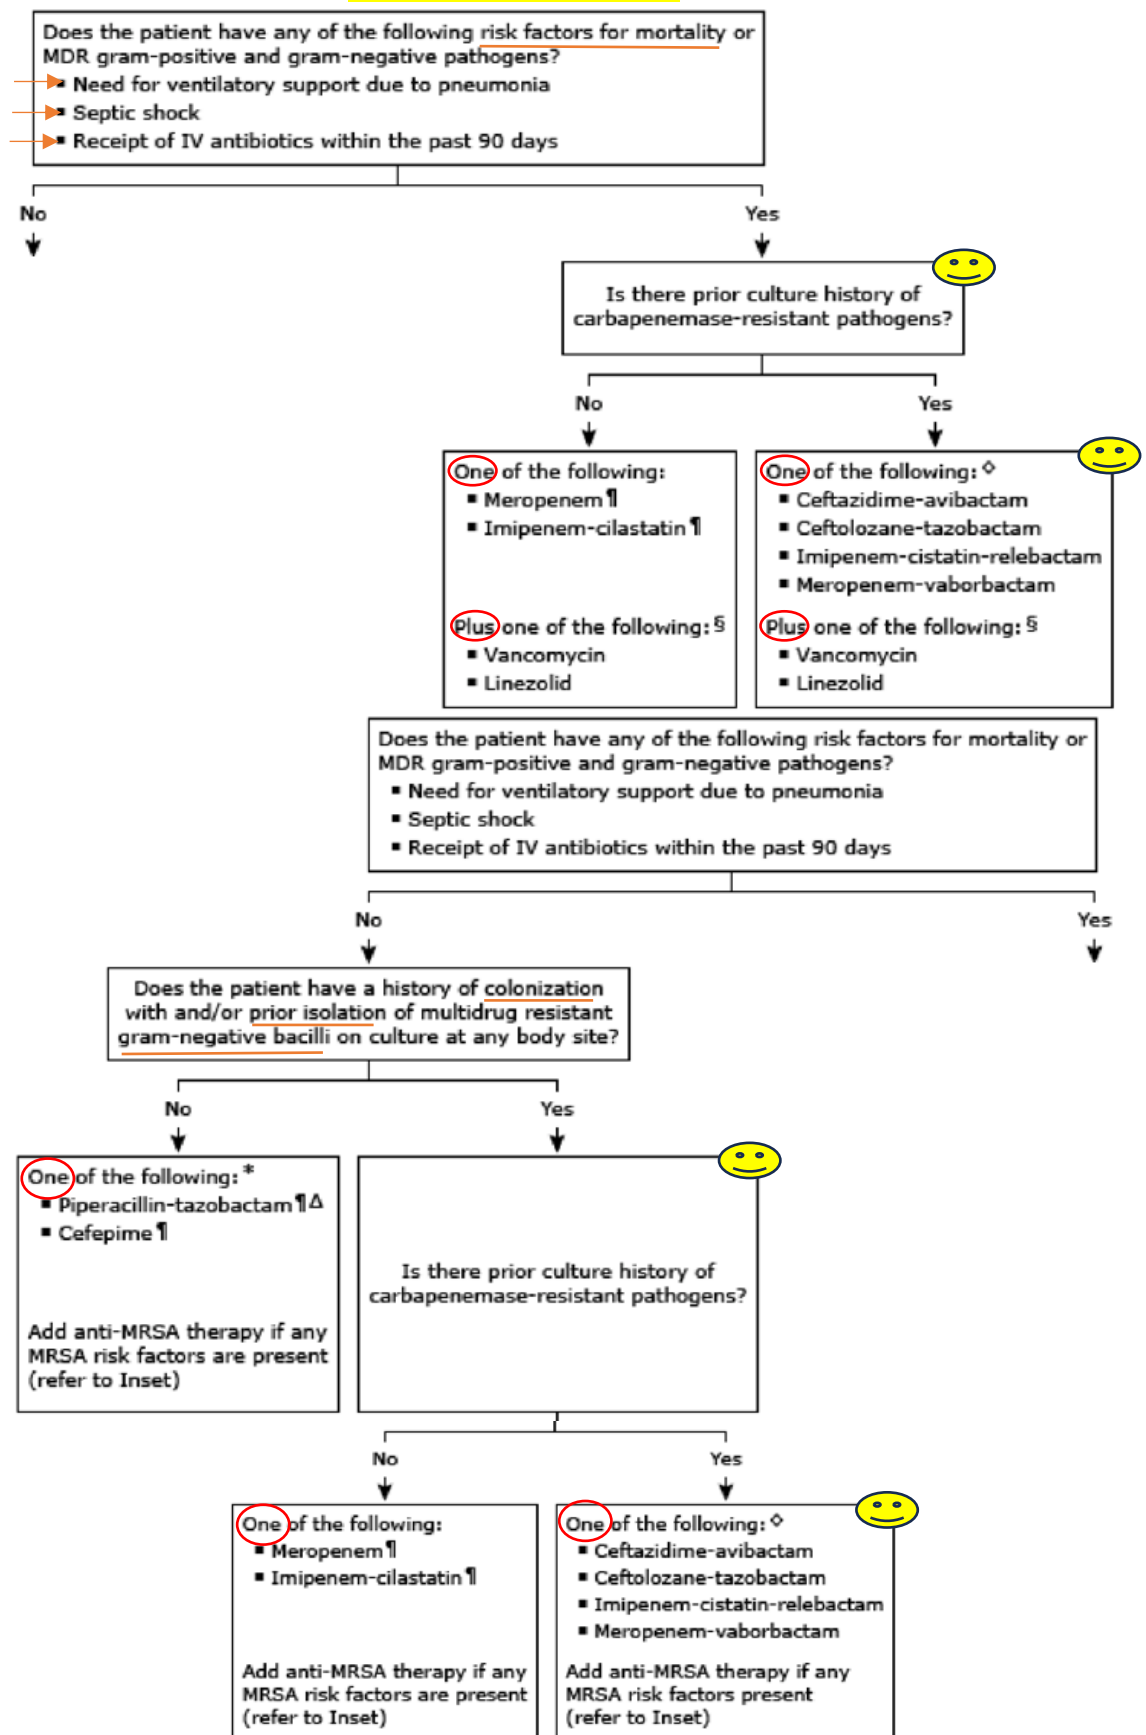 Does the patient have any of the following risk factors for mortality or
MDR gram-positive and gram-negative pathogens?
▪ Need for ventilatory support due to pneumonia
▪ Septic shock
▪ Receipt of IV antibiotics within the past 90 days
No
Yes
Is there prior culture history of
carbapenemase-resistant pathogens?
No
Yes
One of the following:
▪ Meropenem¶
▪ Imipenem-cilastatin¶
Plus one of the following:§
▪ Vancomycin
▪ Linezolid
One of the following:◇
▪ Ceftazidime-avibactam
▪ Ceftolozane-tazobactam
▪ Imipenem-cistatin-relebactam
▪ Meropenem-vaborbactam
Plus one of the following:§
▪ Vancomycin
▪ Linezolid
Does the patient have any of the following risk factors for mortality or
MDR gram-positive and gram-negative pathogens?
▪ Need for ventilatory support due to pneumonia
▪ Septic shock
▪ Receipt of IV antibiotics within the past 90 days
No
Yes
Does the patient have a history of colonization
with and/or prior isolation of multidrug resistant
gram-negative bacilli on culture at any body site?
No
Yes
One of the following:*
▪ Piperacillin-tazobactam¶Δ
▪ Cefepime¶
Add anti-MRSA therapy if any
MRSA risk factors are present
(refer to Inset)
Is there prior culture history of
carbapenemase-resistant pathogens?
No
Yes
One of the following:
▪ Meropenem¶
▪ Imipenem-cilastatin¶
Add anti-MRSA therapy if any
MRSA risk factors are present
(refer to Inset)
One of the following:◇
▪ Ceftazidime-avibactam
▪ Ceftolozane-tazobactam
▪ Imipenem-cistatin-relebactam
▪ Meropenem-vaborbactam
Add anti-MRSA therapy if any
MRSA risk factors present
(refer to Inset)